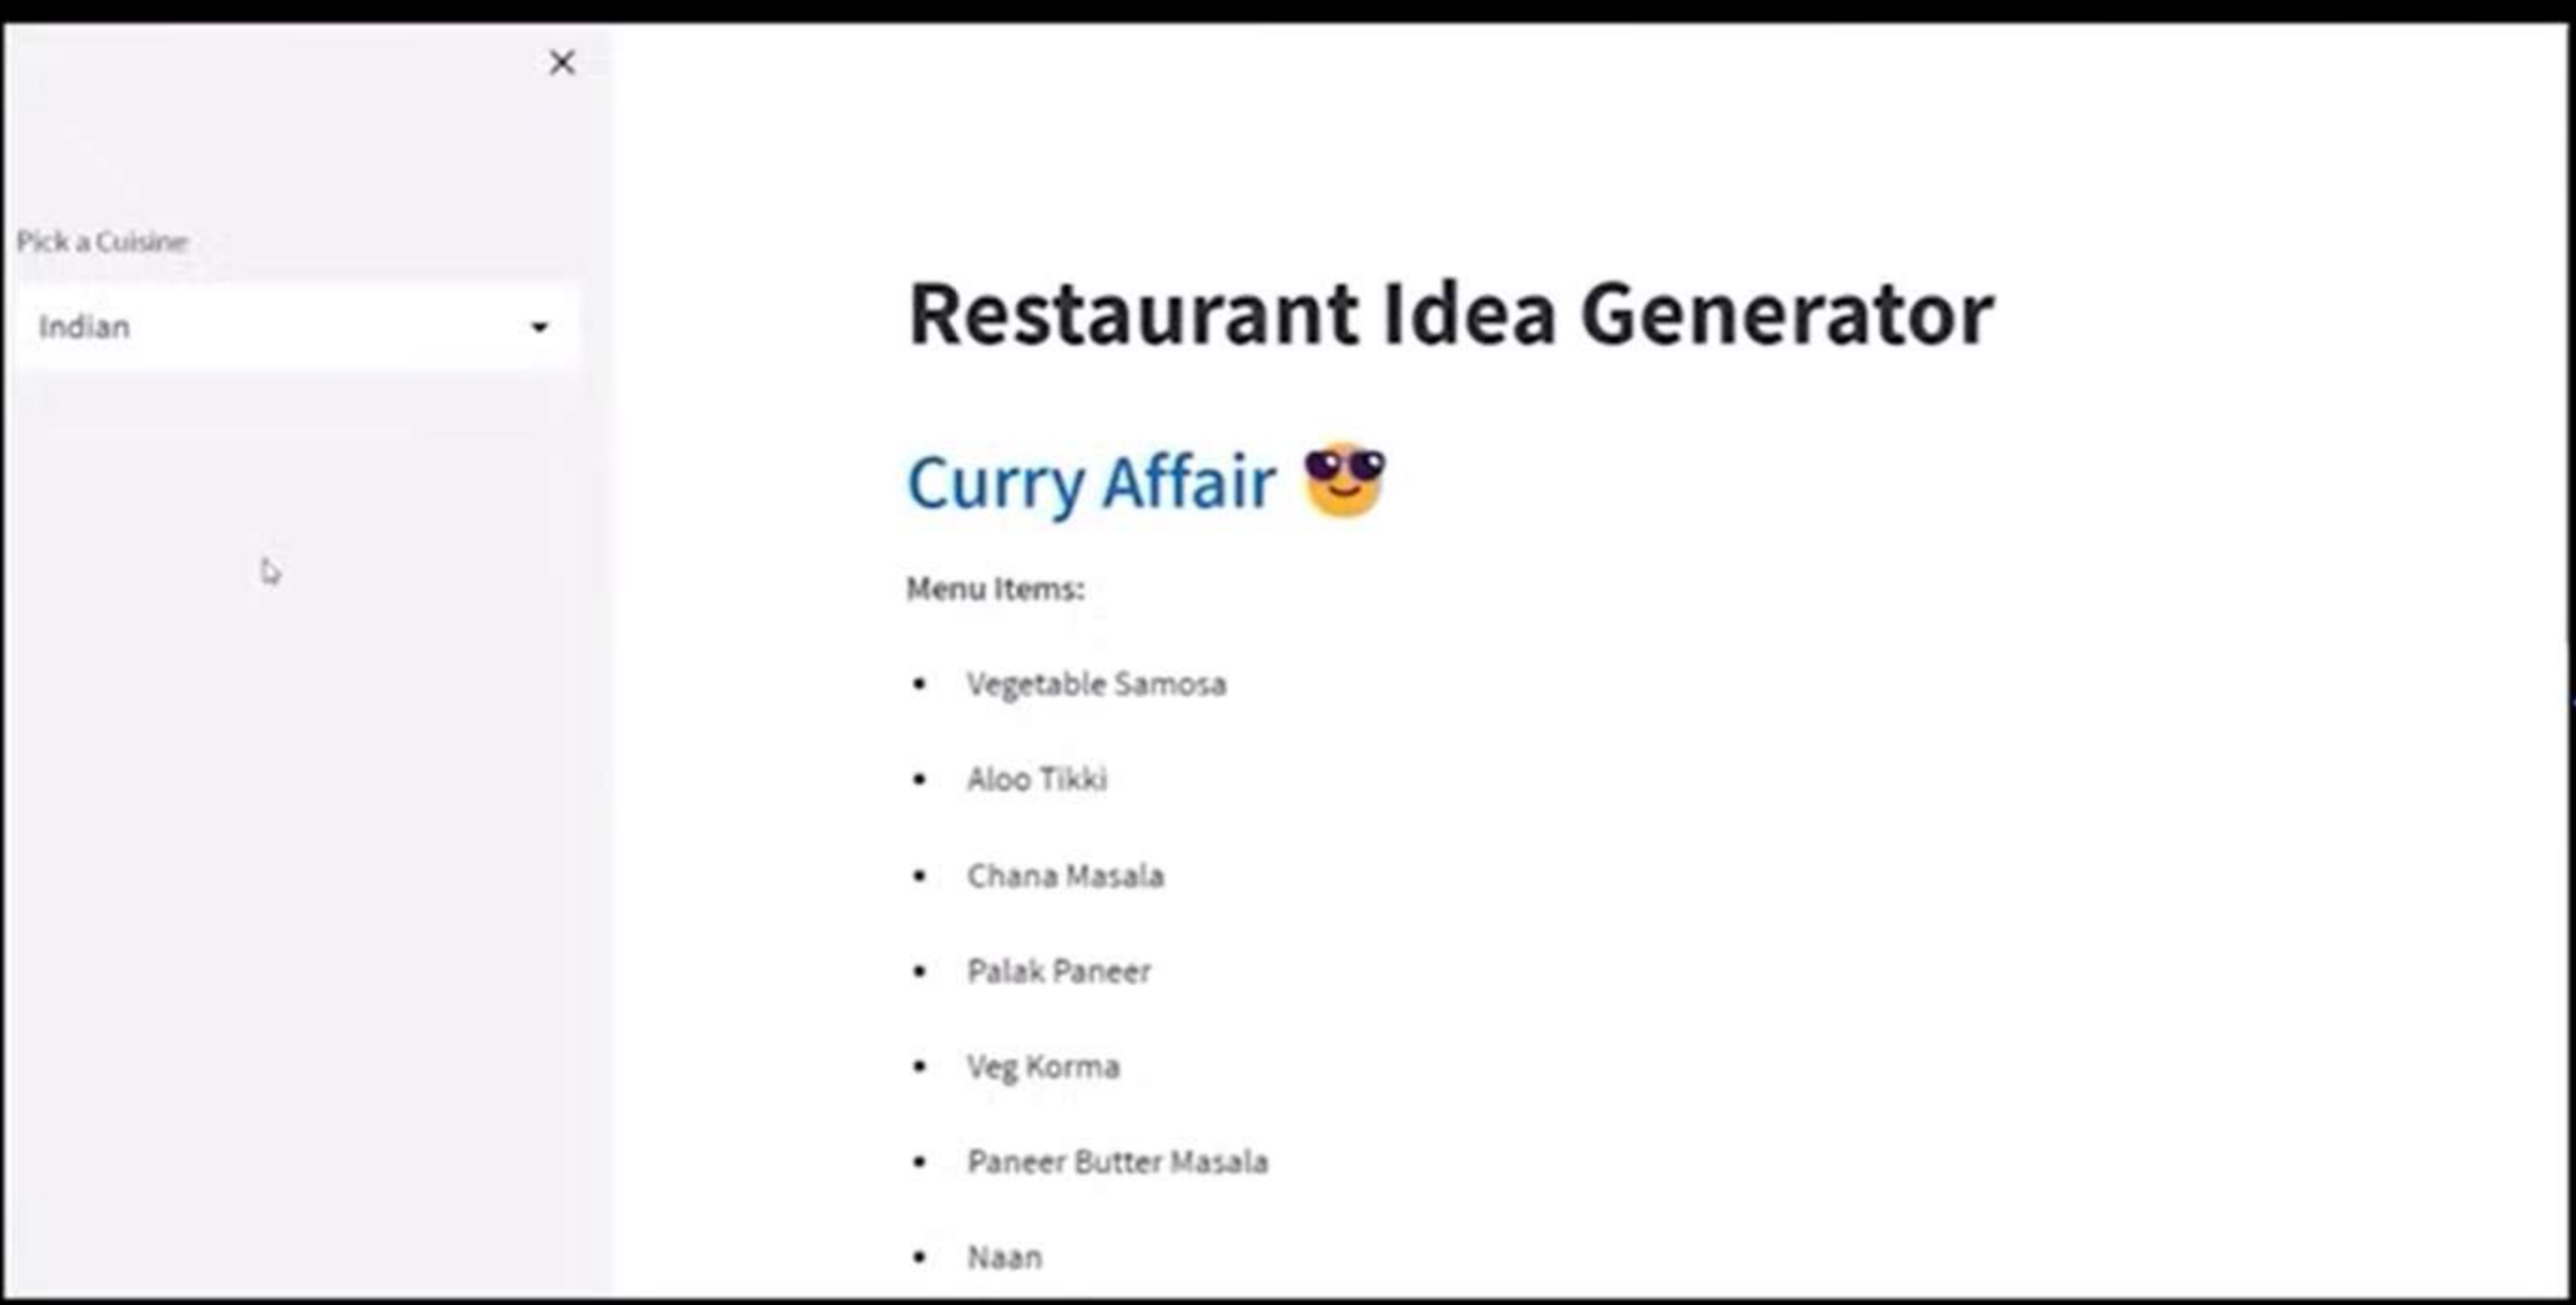 Pick a Cuisine
Indian
Restaurant Idea Generator
Curry Affair 😎
Menu Items:
• Vegetable Samosa
• Aloo Tikki
• Chana Masala
• Palak Paneer
• Veg Korma
• Paneer Butter Masala
• Naan